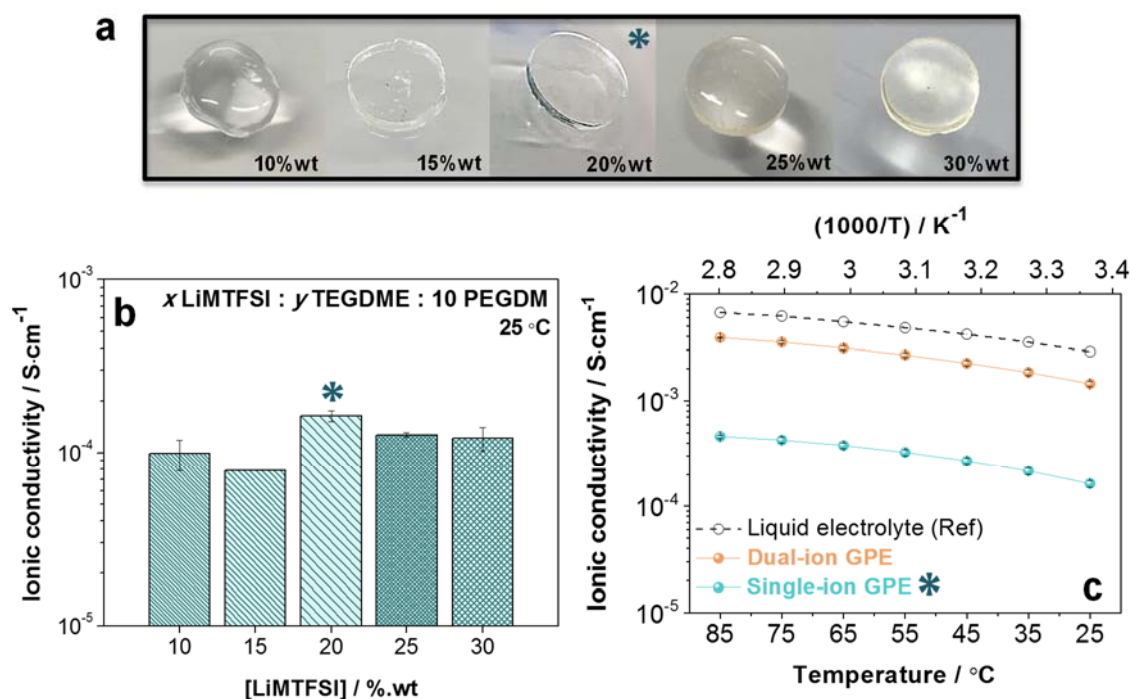 a
*
10%wt
15%wt
20%wt
25%wt
30%wt
b
x LiMTFSI : y TEGDME : 10 PEGDM
25 °C
*
Ionic conductivity / S·cm⁻¹
10⁻³
10⁻⁴
10⁻⁵
10 15 20 25 30
[LiMTFSI] / %.wt
(1000/T) / K⁻¹
2.8 2.9 3 3.1 3.2 3.3 3.4
Ionic conductivity / S·cm⁻¹
10⁻²
10⁻³
10⁻⁴
10⁻⁵
Liquid electrolyte (Ref)
Dual-ion GPE
Single-ion GPE *
c
85 75 65 55 45 35 25
Temperature / °C